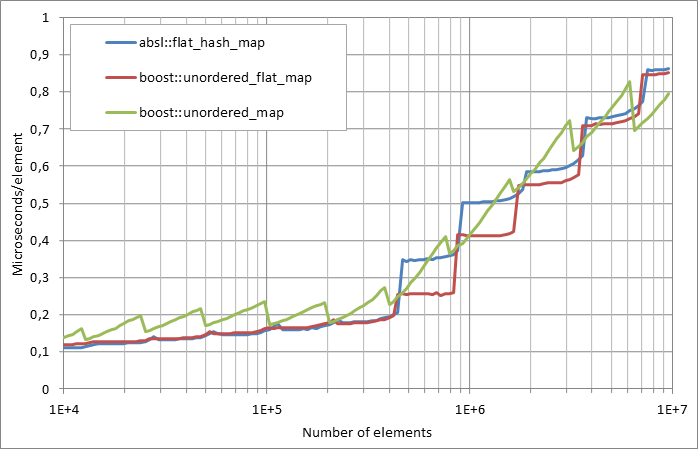 absl::flat_hash_map
boost::unordered_flat_map
boost::unordered_map
Microseconds/element
1
0,9
0,8
0,7
0,6
0,5
0,4
0,3
0,2
0,1
0
1E+4 1E+5 1E+6 1E+7
Number of elements